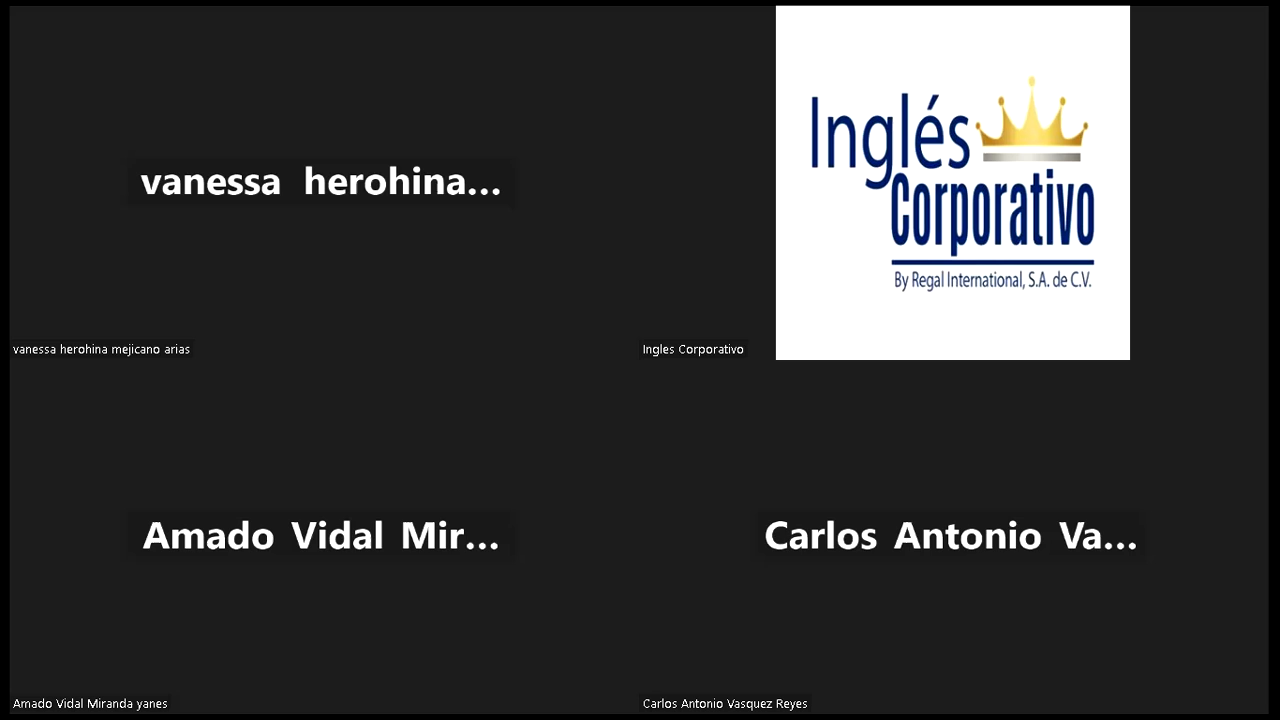 vanessa herohina...
vanessa herohina mejicano arias
Inglés
Corporativo
By Regal International, S.A. de C.V.
Ingles Corporativo
Amado Vidal Mir...
Amado Vidal Miranda yanes
Carlos Antonio Va...
Carlos Antonio Vasquez Reyes